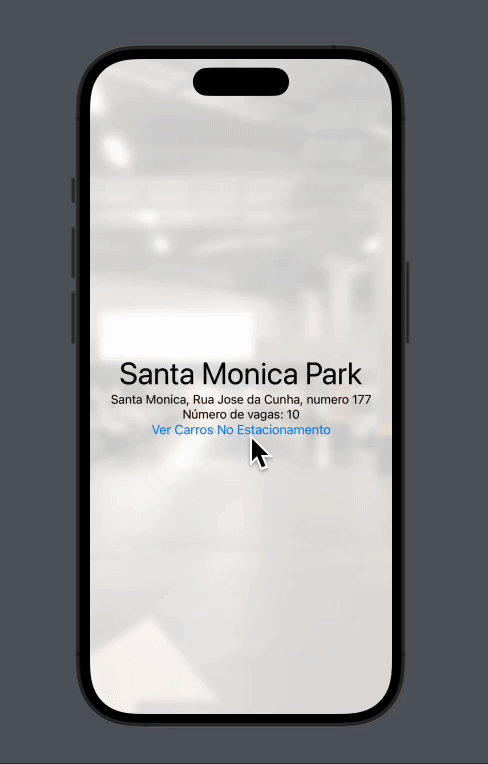 Santa Monica Park
Santa Monica, Rua Jose da Cunha, numero 177
Número de vagas: 10
Ver Carros No Estacionamento